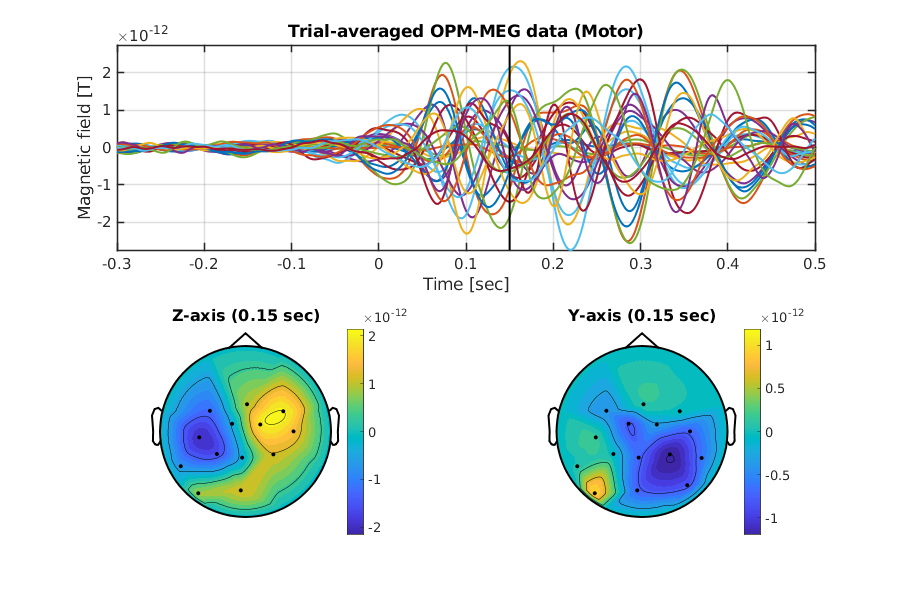 ×10⁻¹² Trial-averaged OPM-MEG data (Motor)
Magnetic field [T]
2
1
0
-1
-2
-0.3 -0.2 -0.1 0 0.1 0.2 0.3 0.4 0.5
Time [sec]
Z-axis (0.15 sec)
×10⁻¹²
2
1
0
-1
-2
Y-axis (0.15 sec)
×10⁻¹²
1
0.5
0
-0.5
-1